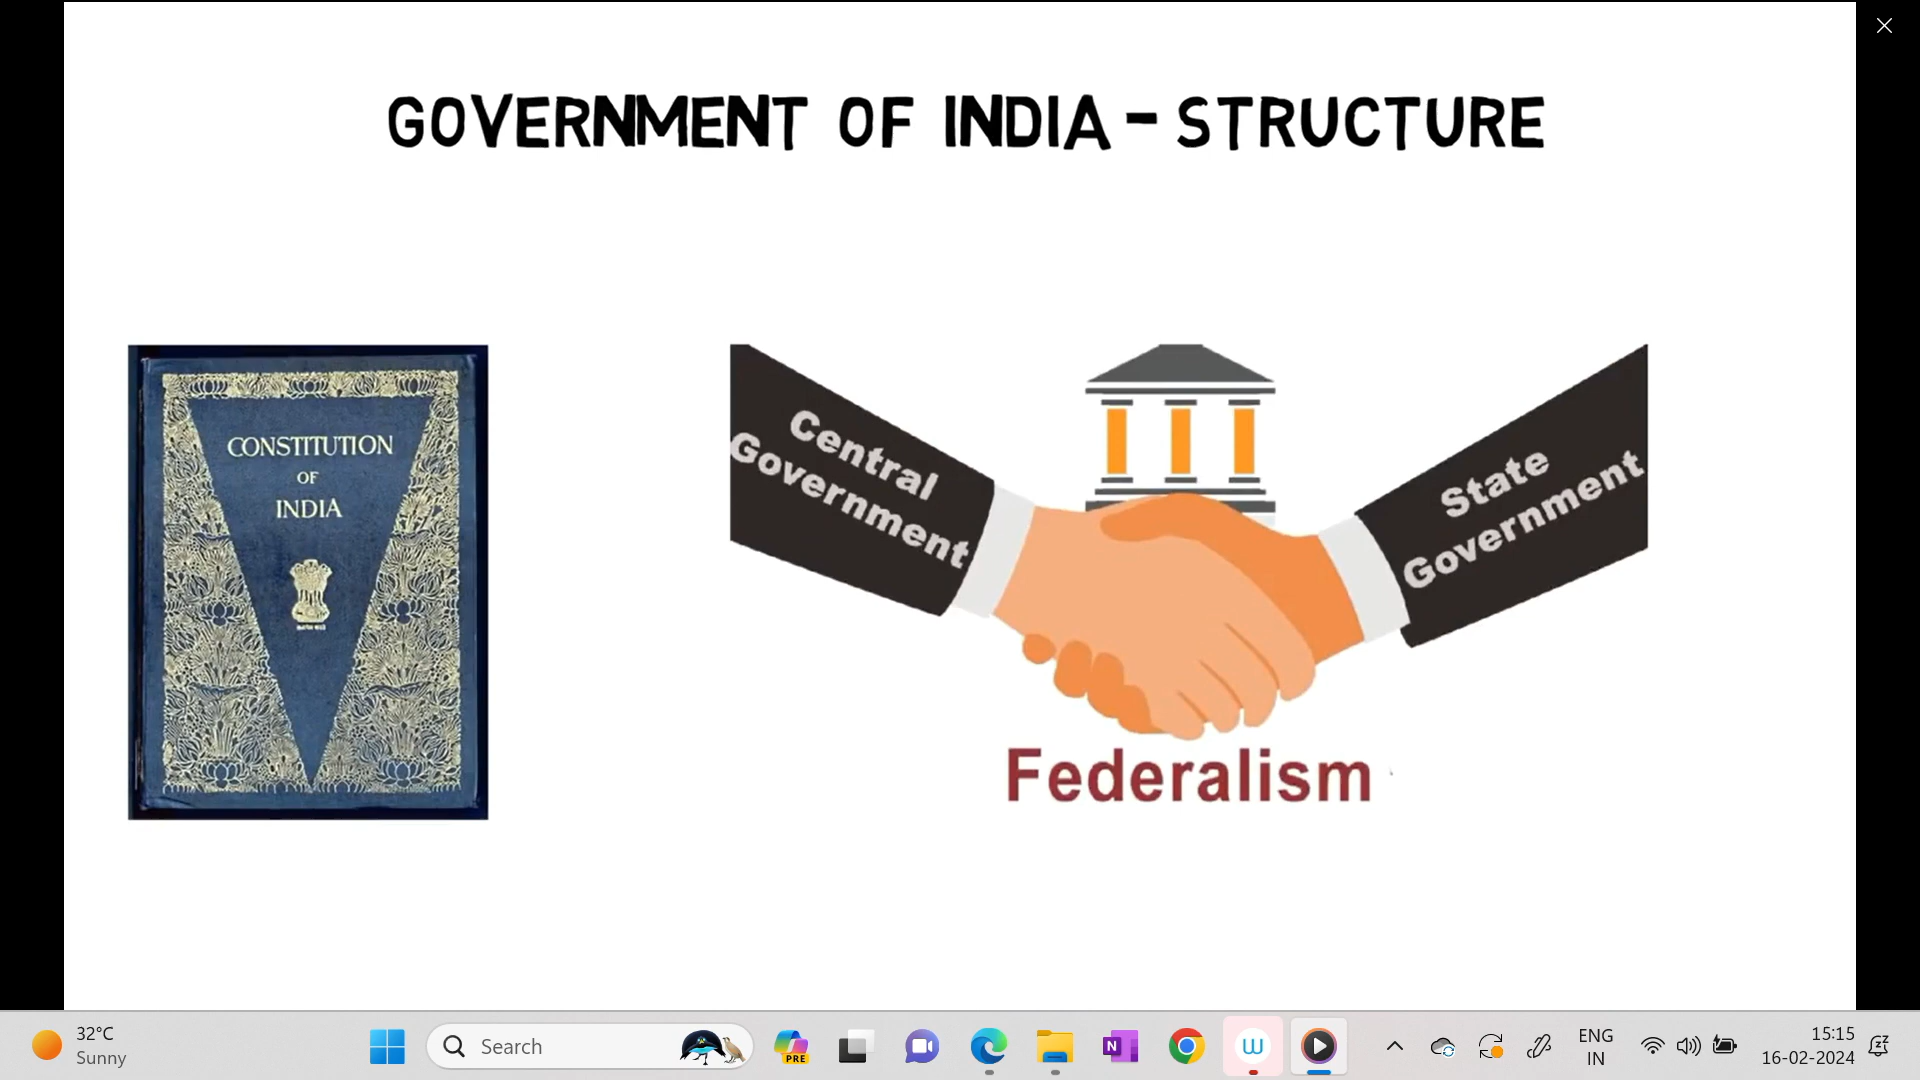 GOVERNMENT OF INDIA - STRUCTURE
CONSTITUTION
OF
INDIA
Central
Government
State
Government
Federalism
32°C
Sunny
Search
PRE
N
W
ENG
IN
15:15
16-02-2024